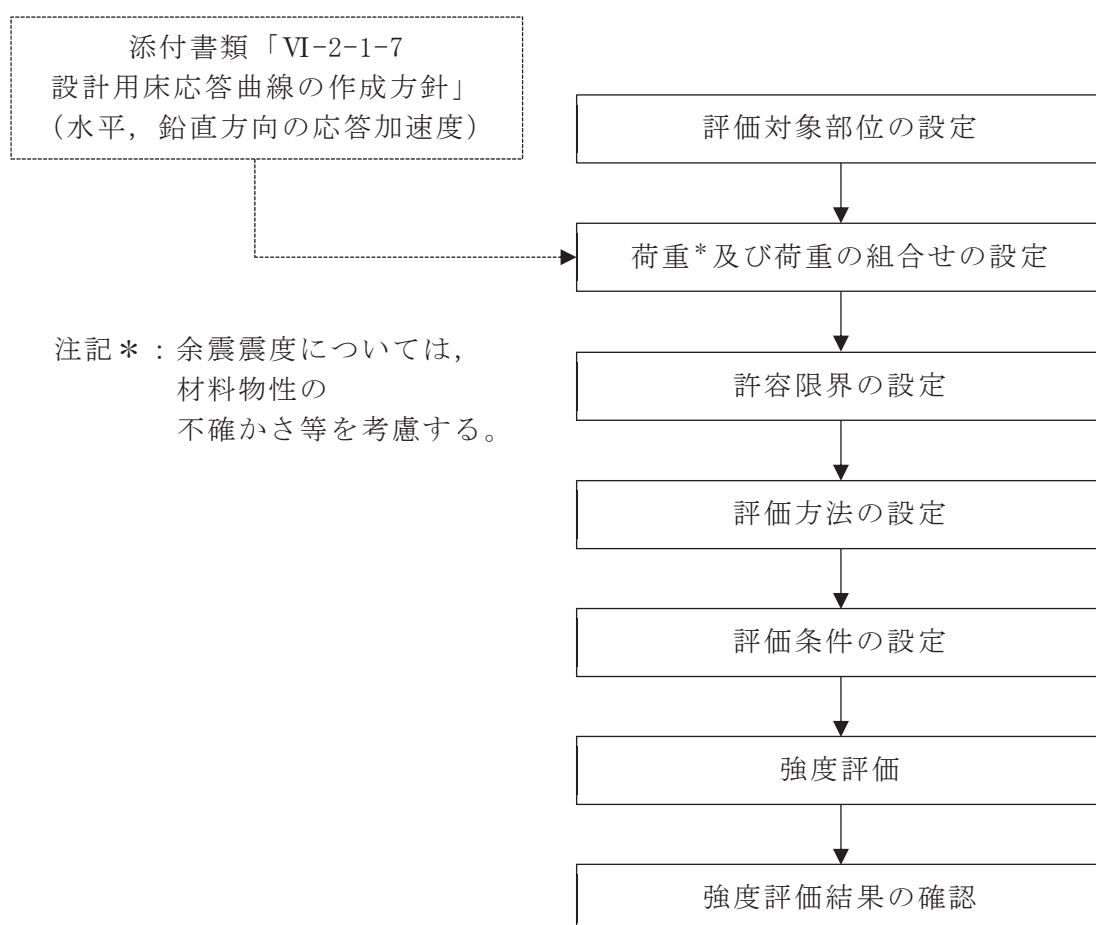 添付書類「Ⅵ-2-1-7
設計用床応答曲線の作成方針」
（水平，鉛直方向の応答加速度）
評価対象部位の設定
荷重*及び荷重の組合せの設定
注記＊：余震震度については，
材料物性の
不確かさ等を考慮する。
許容限界の設定
評価方法の設定
評価条件の設定
強度評価
強度評価結果の確認